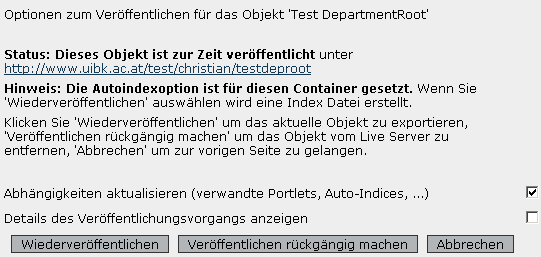 Optionen zum Veröffentlichen für das Objekt 'Test DepartmentRoot'
Status: Dieses Objekt ist zur Zeit veröffentlicht unter
http://www.uibk.ac.at/test/christian/testdeproot
Hinweis: Die Autoindexoption ist für diesen Container gesetzt. Wenn Sie
'Wiederveröffentlichen' auswählen wird eine Index Datei erstellt.
Klicken Sie 'Wiederveröffentlichen' um das aktuelle Objekt zu exportieren,
'Veröffentlichen rückgängig machen' um das Objekt vom Live Server zu
entfernen, 'Abbrechen' um zur vorigen Seite zu gelangen.
Abhängigkeiten aktualisieren (verwandte Portlets, Auto-Indices, ...)
Details des Veröffentlichungsvorgangs anzeigen
Wiederveröffentlichen Veröffentlichen rückgängig machen Abbrechen